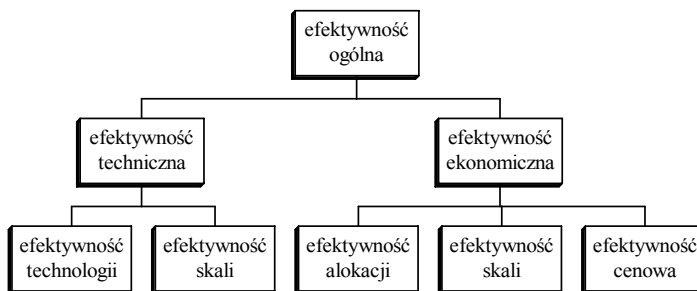 efektywność
ogólna
efektywność
techniczna
efektywność
ekonomiczna
efektywność
technologii
efektywność
skali
efektywność
alokacji
efektywność
skali
efektywność
cenowa